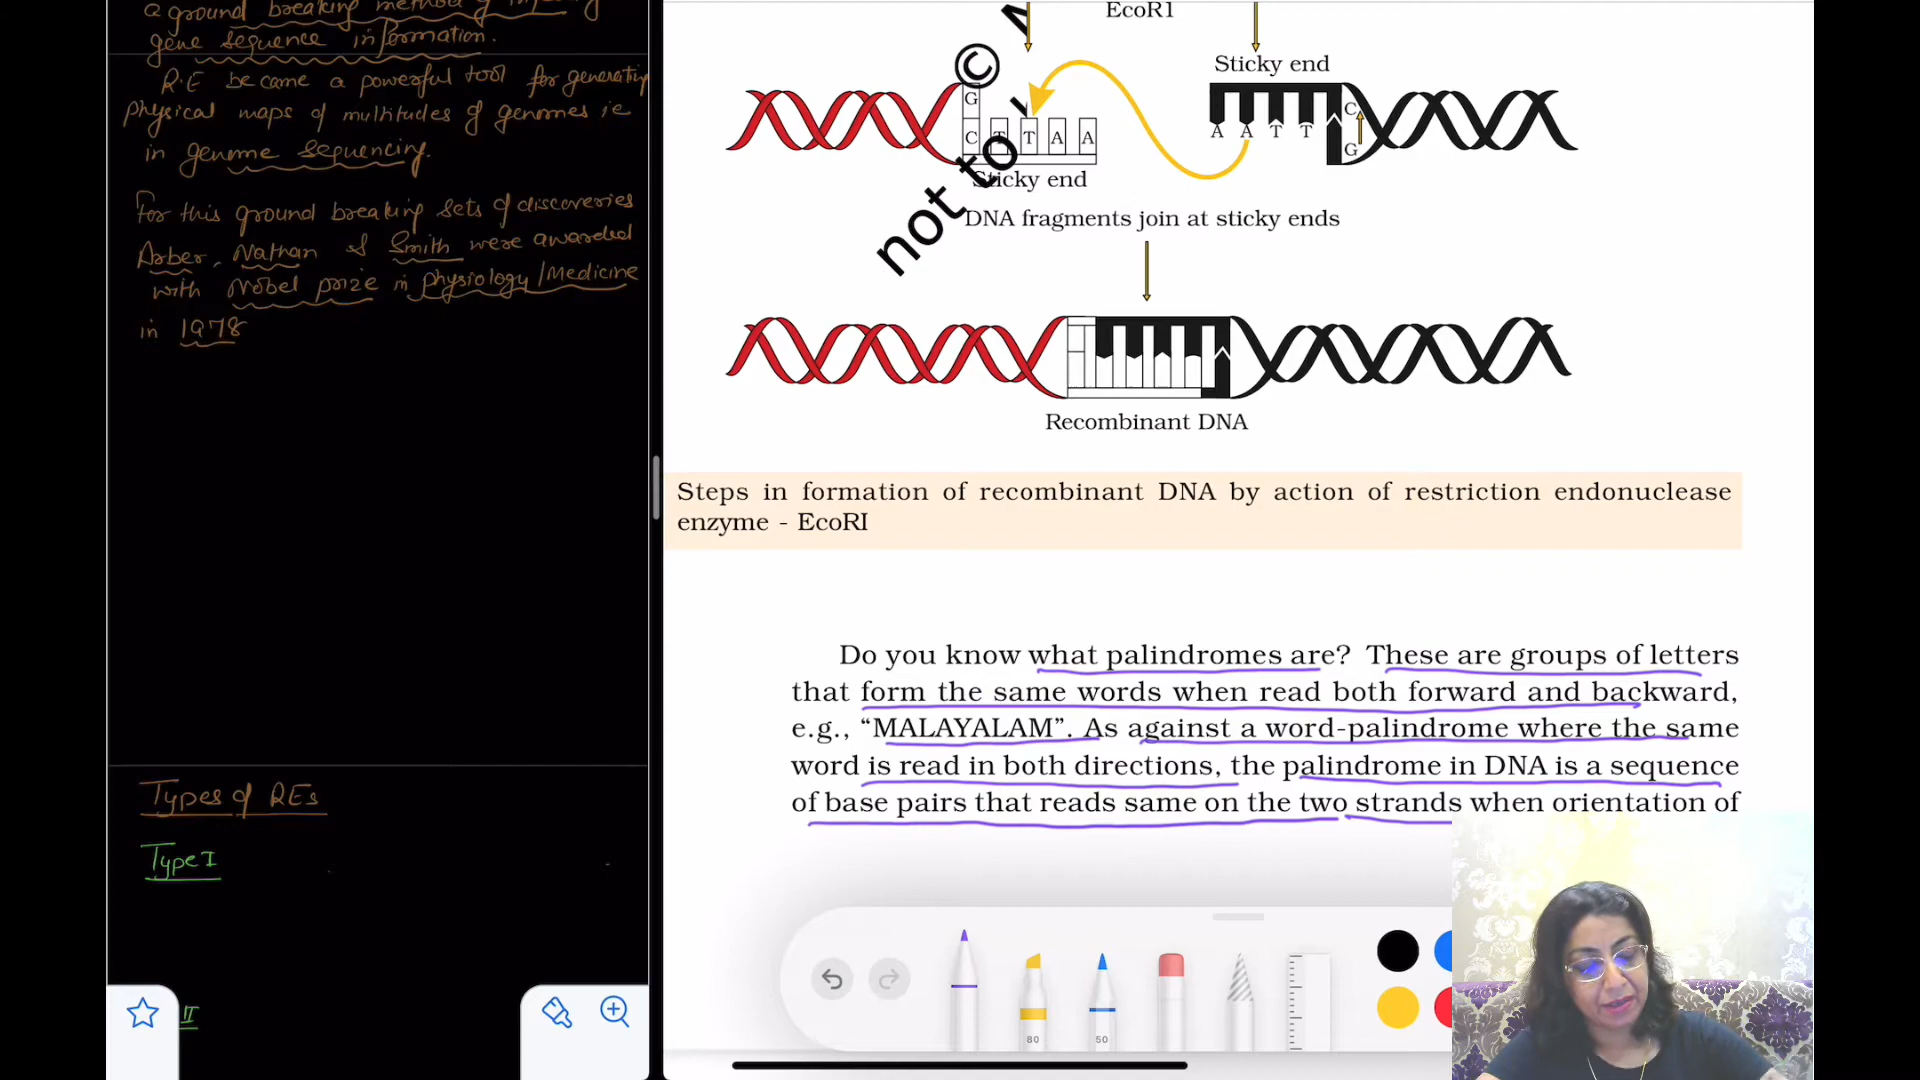 a ground breaking method of
gene sequence information.
R.E became a powerful tool for generating
physical maps of multitudes of genomes ie
in genome sequencing.
For this ground breaking sets of discoveries
Arber, Nathan & Smith were awarded
with Nobel prize in physiology/Medicine
in 1978
Types of REs
Type I
II
EcoR1
Sticky end
G
C T T A A
A A T T
C
G
Sticky end
© not to
DNA fragments join at sticky ends
Recombinant DNA
Steps in formation of recombinant DNA by action of restriction endonuclease
enzyme - EcoRI
Do you know what palindromes are? These are groups of letters
that form the same words when read both forward and backward,
e.g., “MALAYALAM”. As against a word-palindrome where the same
word is read in both directions, the palindrome in DNA is a sequence
of base pairs that reads same on the two strands when orientation of
80
50